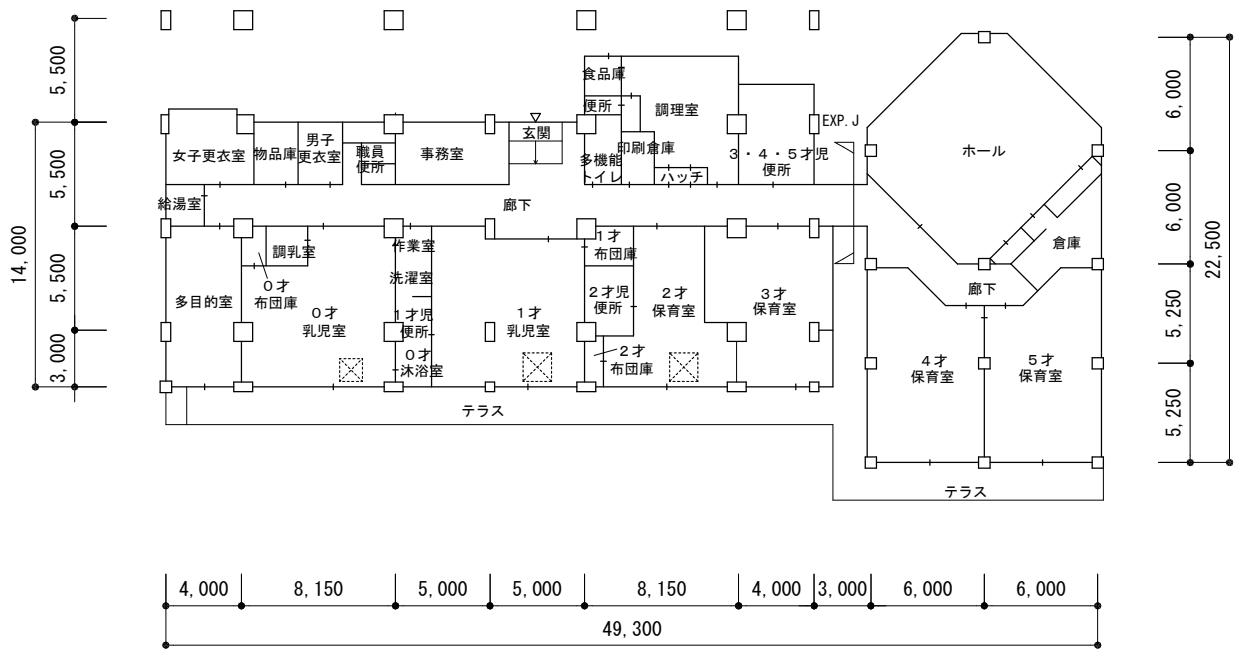 食品庫
便所
調理室
玄関
EXP.J
女子更衣室
物品庫
男子
更衣室
職員
便所
事務室
多機能
トイレ
印刷倉庫
ハッチ
3・4・5才児
便所
ホール
給湯室
廊下
倉庫
調乳室
0才
布団庫
作業室
洗濯室
1才
布団庫
多目的室
0才
乳児室
1才児
便所
0才
沐浴室
1才
乳児室
2才児
便所
2才
布団庫
2才
保育室
3才
保育室
廊下
4才
保育室
5才
保育室
テラス
テラス
5,500
5,500
5,500
3,000
14,000
6,000
6,000
5,250
5,250
22,500
4,000
8,150
5,000
5,000
8,150
4,000
3,000
6,000
6,000
49,300